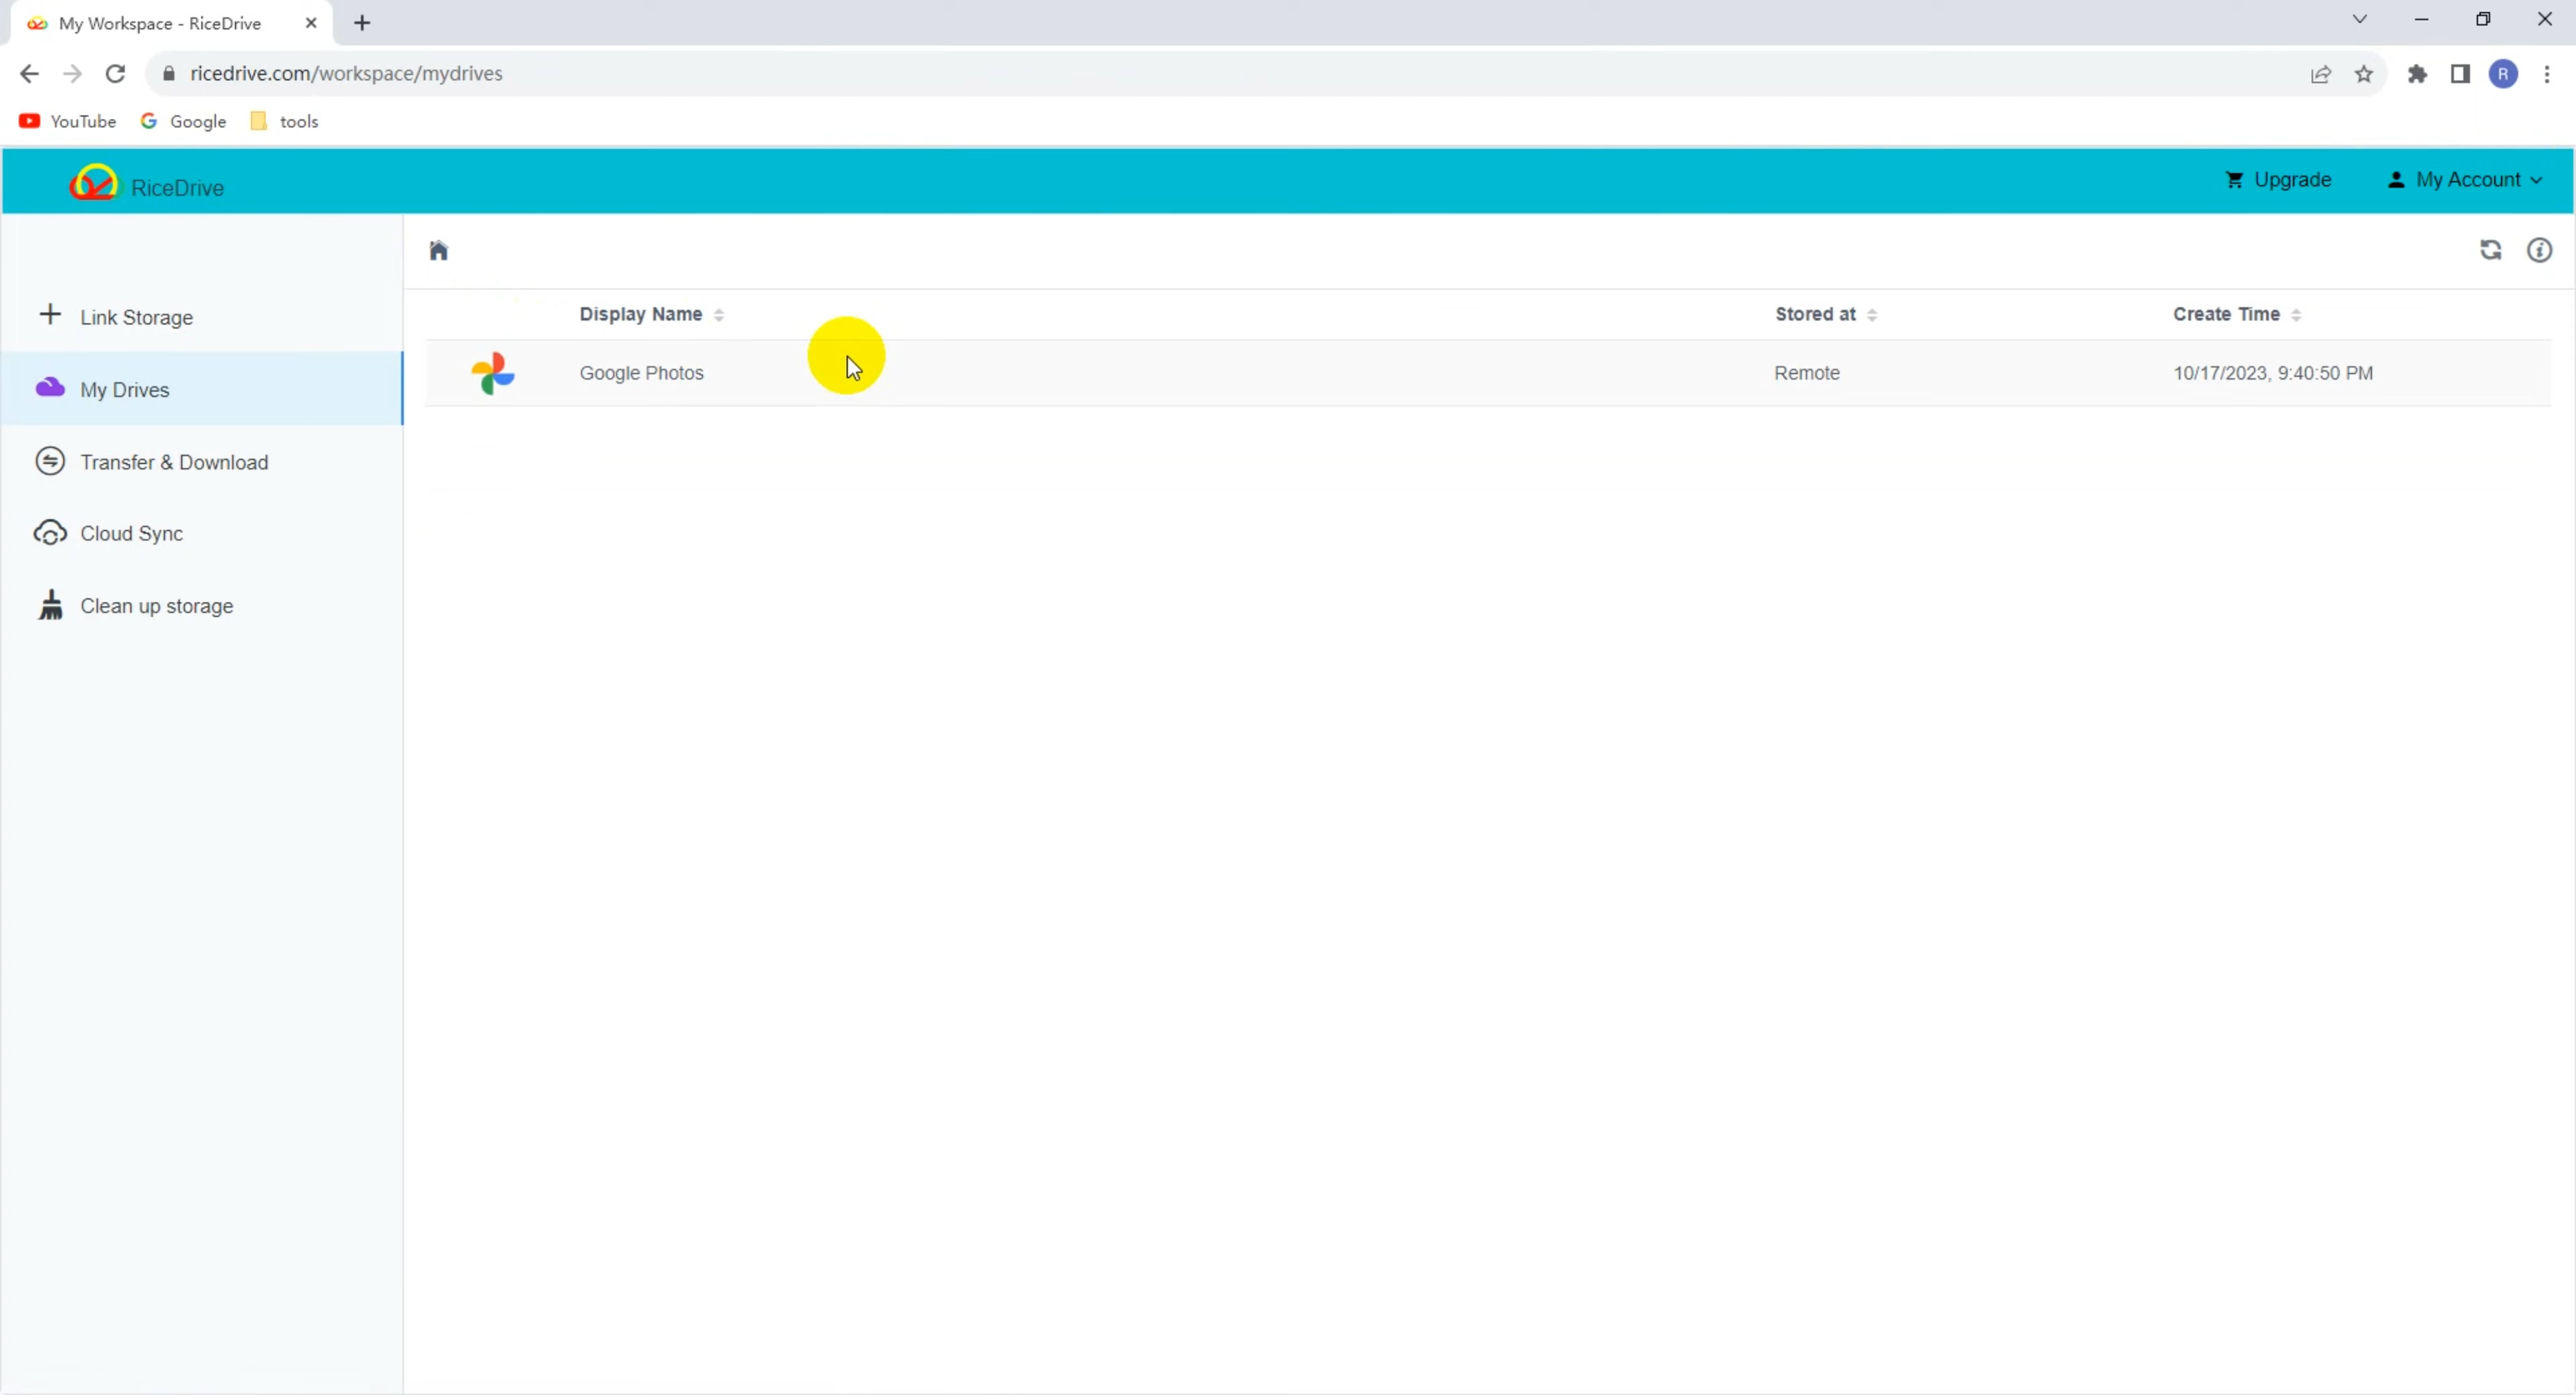 My Workspace - RiceDrive
ricedrive.com/workspace/mydrives
R
YouTube
Google
tools
RiceDrive
Upgrade
My Account
Link Storage
My Drives
Transfer & Download
Cloud Sync
Clean up storage
Display Name Stored at Create Time
Google Photos Remote 10/17/2023, 9:40:50 PM